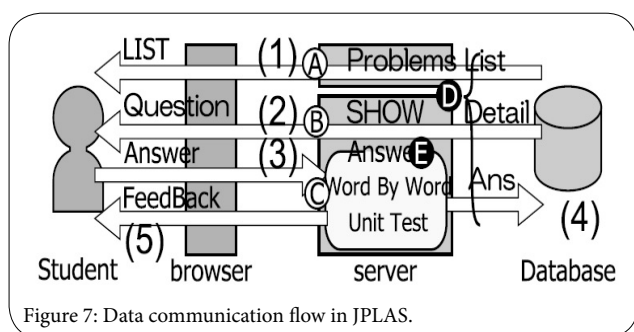 LIST (1) A Problems List
D
Question (2) B SHOW Detail
Answer (3) Answe E
C Word By Word Ans
FeedBack Unit Test
(5) (4)
Student browser server Database
Figure 7: Data communication flow in JPLAS.